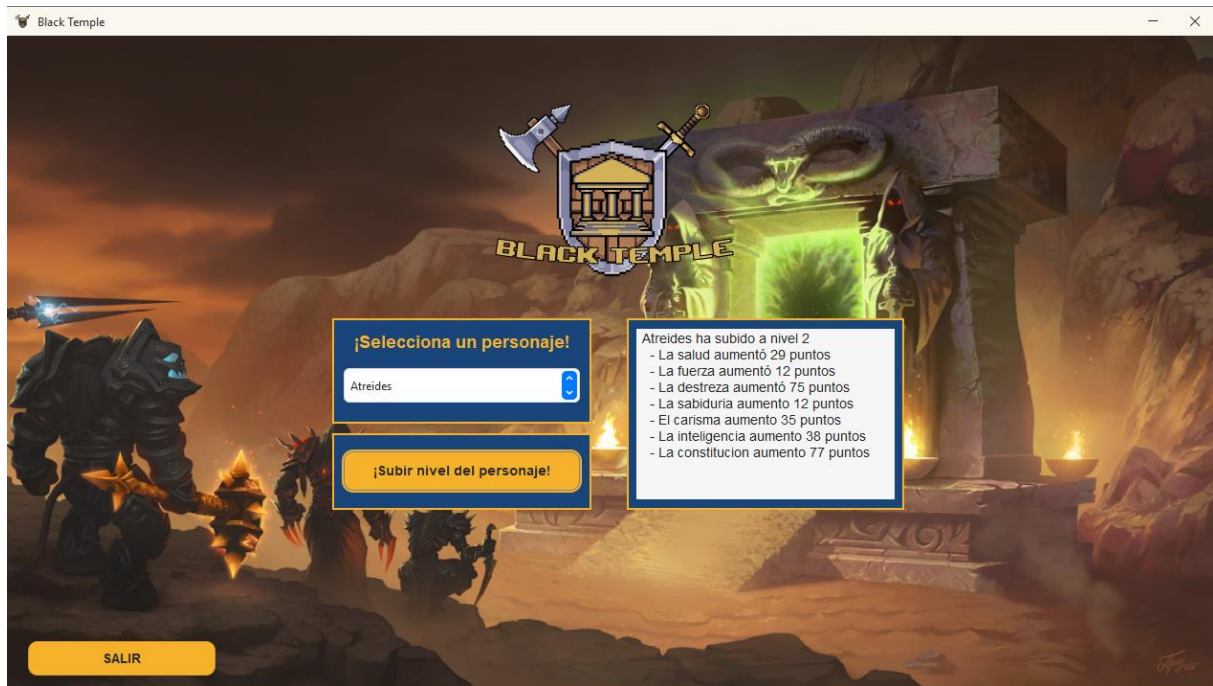 Black Temple
BLACK TEMPLE
¡Selecciona un personaje!
Atreides
¡Subir nivel del personaje!
Atreides ha subido a nivel 2
- La salud aumentó 29 puntos
- La fuerza aumentó 12 puntos
- La destreza aumentó 75 puntos
- La sabiduria aumento 12 puntos
- El carisma aumento 35 puntos
- La inteligencia aumento 38 puntos
- La constitucion aumento 77 puntos
SALIR